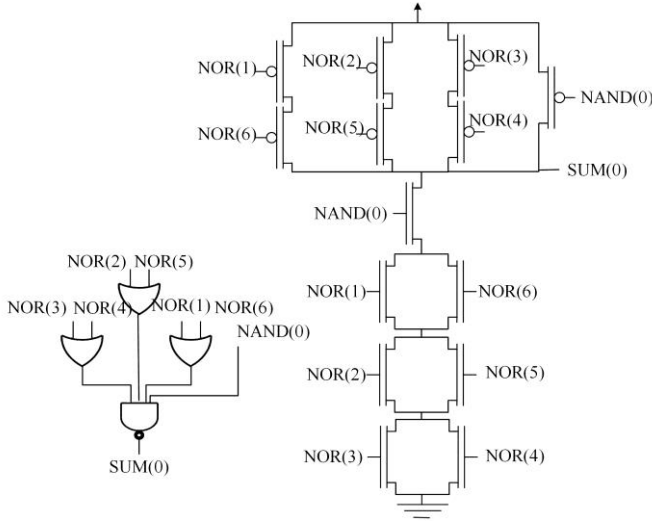 NOR(1)
NOR(2)
NOR(3)
NAND(0)
NOR(6)
NOR(5)
NOR(4)
SUM(0)
NAND(0)
NOR(1)
NOR(6)
NOR(2)
NOR(5)
NOR(3)
NOR(4)
NOR(2)
NOR(5)
NOR(3)
NOR(4)
NOR(1)
NOR(6)
NAND(0)
SUM(0)